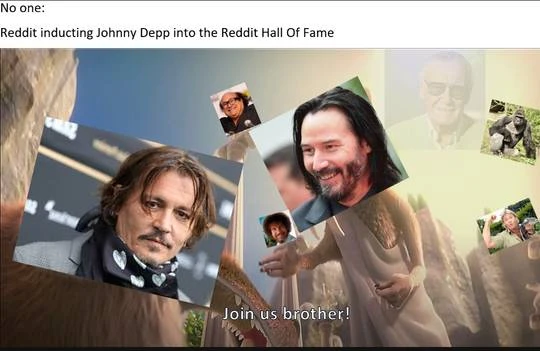 No one:
Reddit inducting Johnny Depp into the Reddit Hall Of Fame
Join us brother!